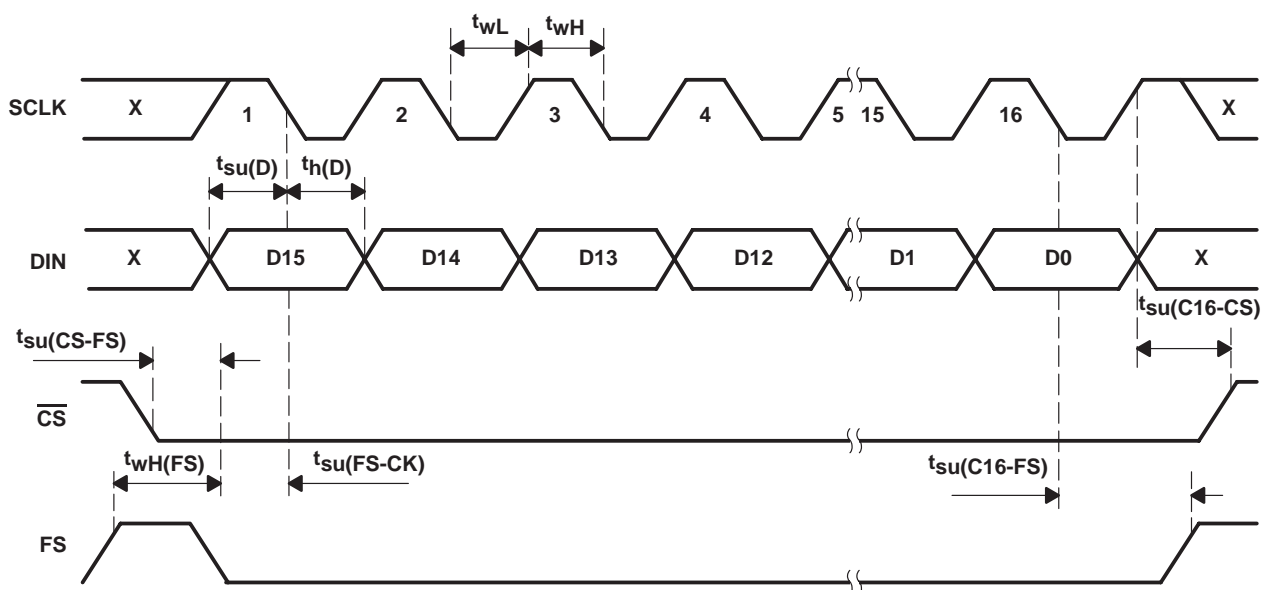 twL twH
SCLK X 1 2 3 4 5 15 16 X
tsu(D) th(D)
DIN X D15 D14 D13 D12 D1 D0 X
tsu(C16-CS)
tsu(CS-FS)
CS
twH(FS) tsu(FS-CK) tsu(C16-FS)
FS